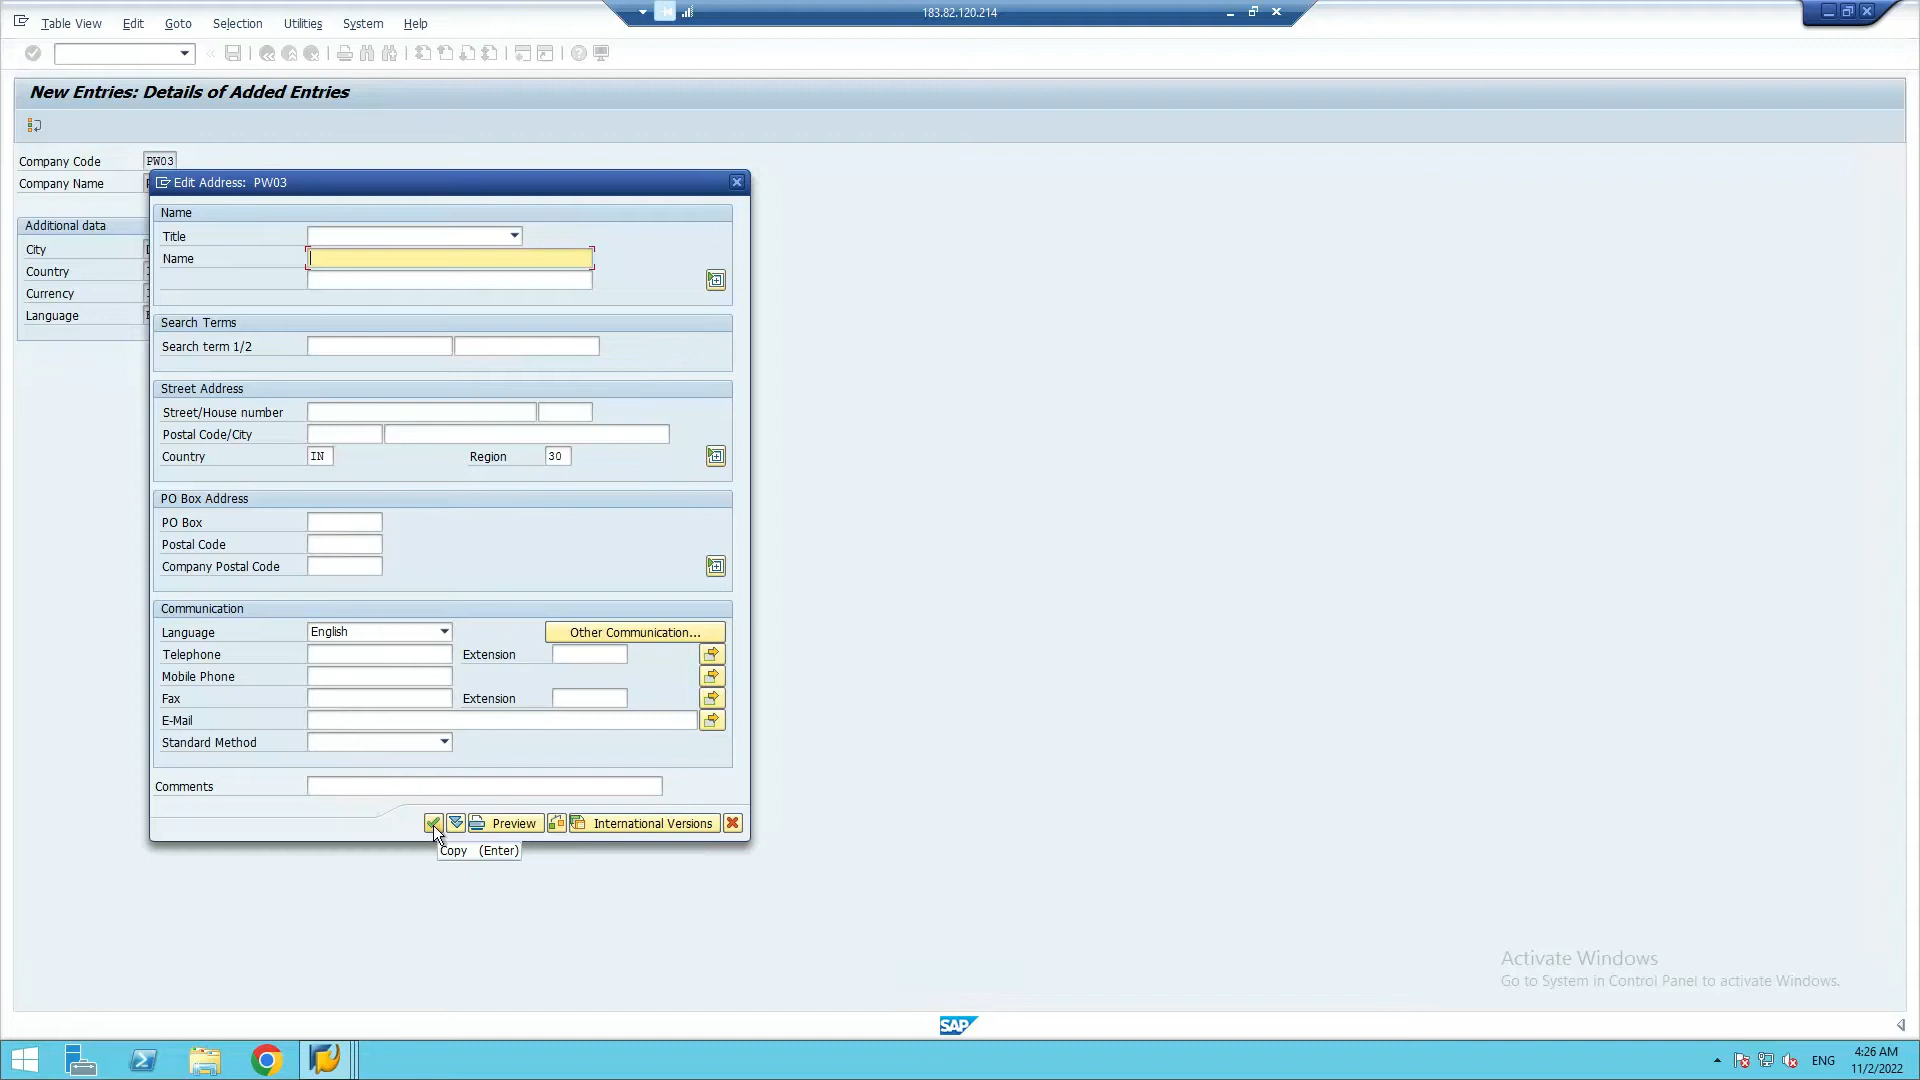 183.82.120.214
Table View Edit Goto Selection Utilities System Help
New Entries: Details of Added Entries
Company Code PW03
Company Name
Edit Address: PW03
Name
Additional data
Title
City
Name
Country
Currency
Language
Search Terms
Search term 1/2
Street Address
Street/House number
Postal Code/City
Country IN Region 30
PO Box Address
PO Box
Postal Code
Company Postal Code
Communication
Language English Other Communication...
Telephone Extension
Mobile Phone
Fax Extension
E-Mail
Standard Method
Comments
Preview International Versions
Copy (Enter)
Activate Windows
Go to System in Control Panel to activate Windows.
SAP
ENG 4:26 AM
11/2/2022